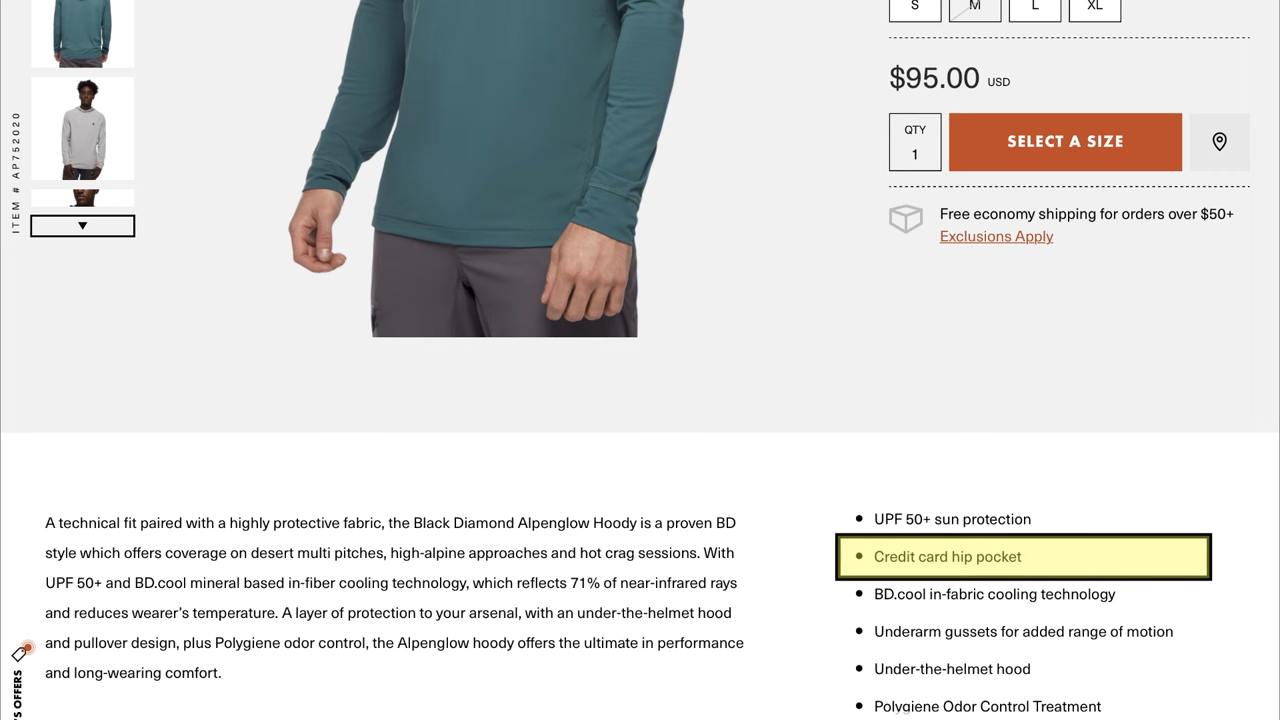 S M L XL
$95.00 USD
QTY
1
SELECT A SIZE
Free economy shipping for orders over $50+
Exclusions Apply
ITEM # AP752020
▼
A technical fit paired with a highly protective fabric, the Black Diamond Alpenglow Hoody is a proven BD
style which offers coverage on desert multi pitches, high-alpine approaches and hot crag sessions. With
UPF 50+ and BD.cool mineral based in-fiber cooling technology, which reflects 71% of near-infrared rays
and reduces wearer's temperature. A layer of protection to your arsenal, with an under-the-helmet hood
and pullover design, plus Polygiene odor control, the Alpenglow hoody offers the ultimate in performance
and long-wearing comfort.
• UPF 50+ sun protection
• Credit card hip pocket
• BD.cool in-fabric cooling technology
• Underarm gussets for added range of motion
• Under-the-helmet hood
• Polygiene Odor Control Treatment
OFFERS